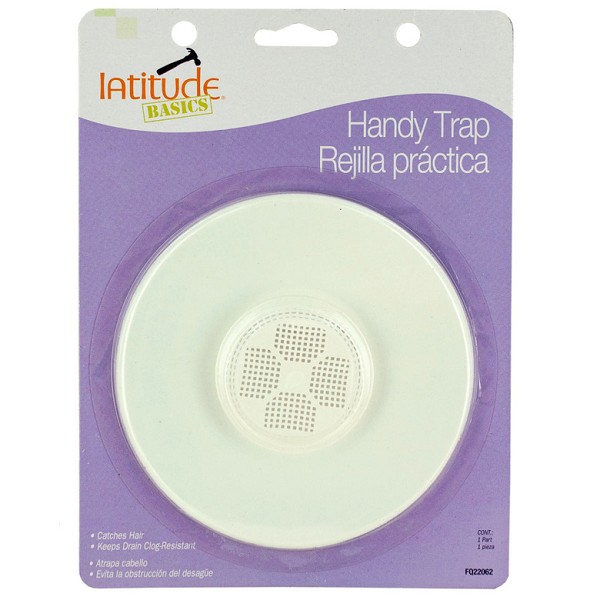 latitude®
BASICS
Handy Trap
Rejilla práctica
• Catches Hair
• Keeps Drain Clog-Resistant
• Atrapa cabello
• Evita la obstrucción del desagüe
CONT.:
1 Part
1 pieza
FQ22062